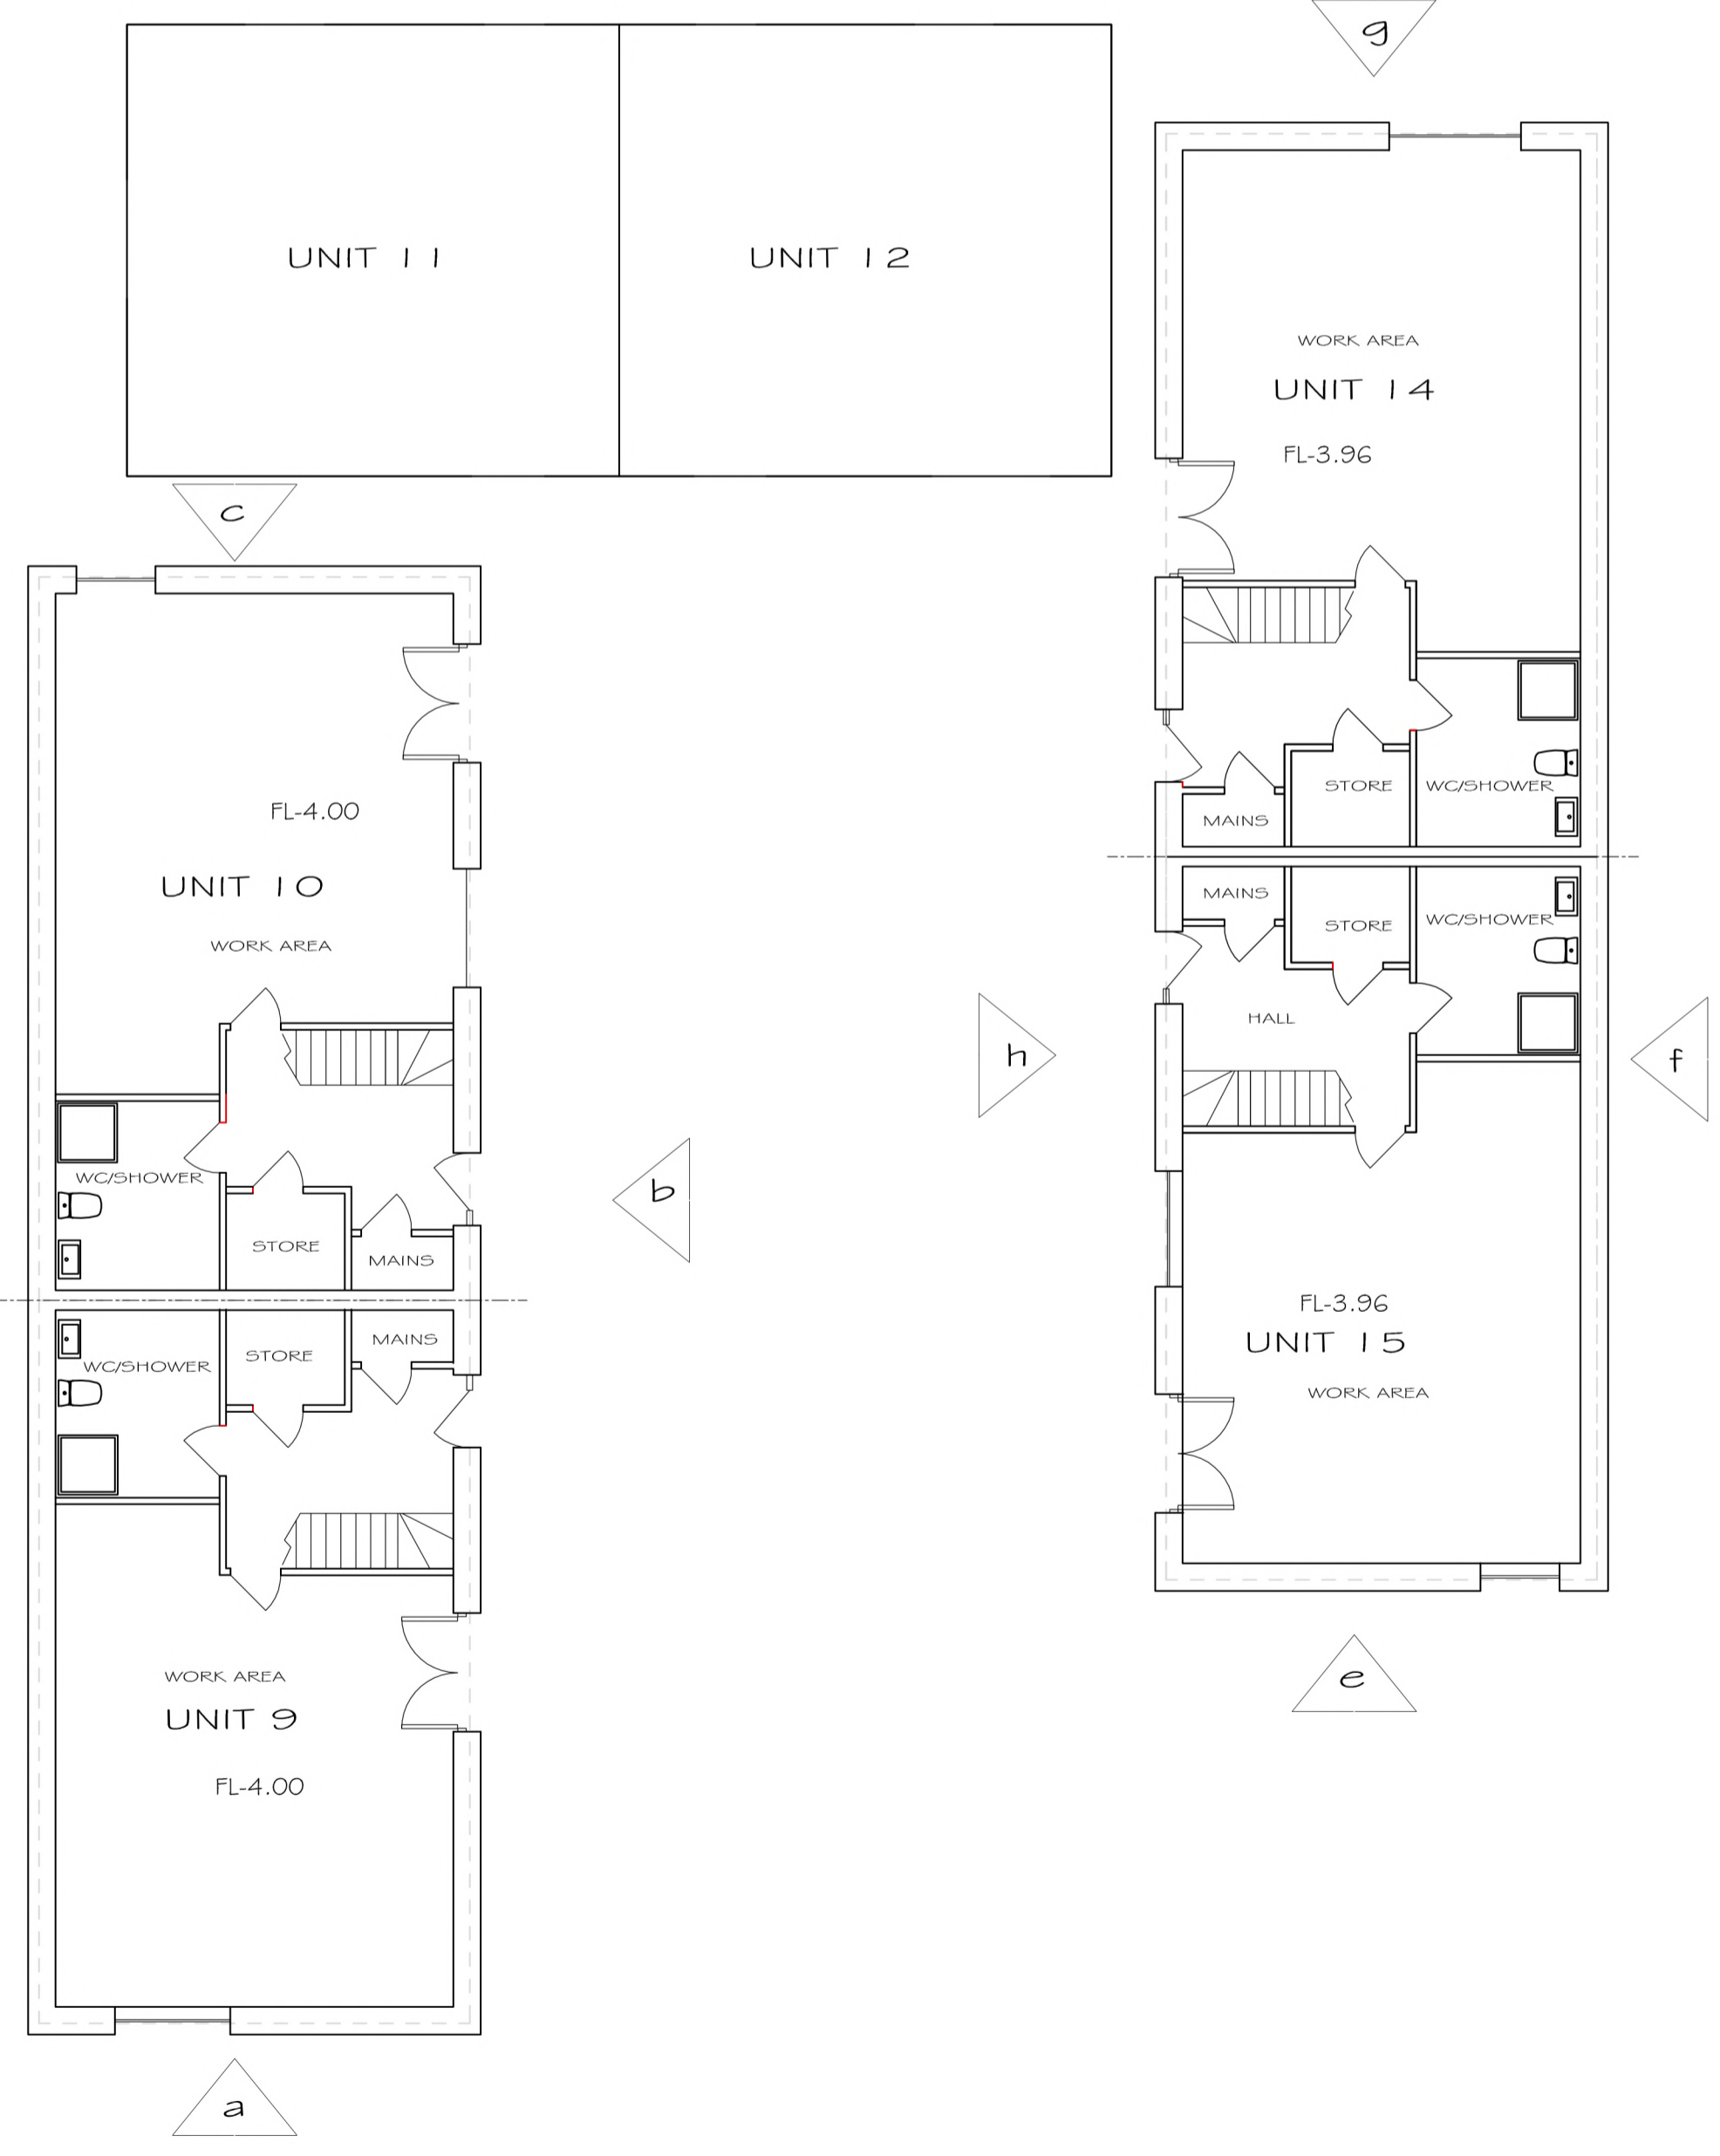 g
UNIT 11
UNIT 12
WORK AREA
UNIT 14
FL-3.96
c
STORE
WC/SHOWER
MAINS
FL-4.00
UNIT 10
WORK AREA
MAINS
STORE
WC/SHOWER
HALL
h
f
WC/SHOWER
b
STORE
MAINS
FL-3.96
UNIT 15
WORK AREA
MAINS
STORE
WC/SHOWER
WORK AREA
UNIT 9
FL-4.00
e
a